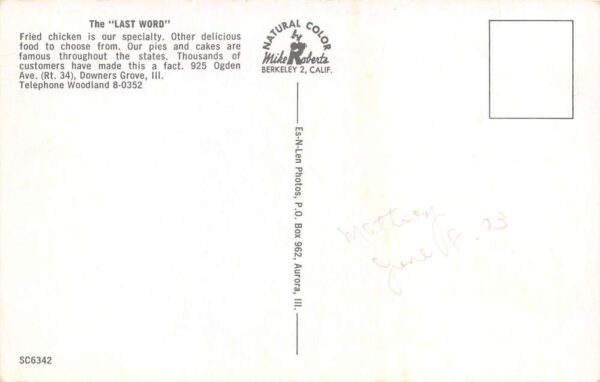 The "LAST WORD"
Fried chicken is our specialty. Other delicious
food to choose from. Our pies and cakes are
famous throughout the states. Thousands of
customers have made this a fact. 925 Ogden
Ave. (Rt. 34), Downers Grove, Ill.
Telephone Woodland 8-0352
NATURAL COLOR
by
Mike Roberts
BERKELEY 2, CALIF.
Es-N-Len Photos, P.O. Box 962, Aurora, Ill.
June 18
SC6342